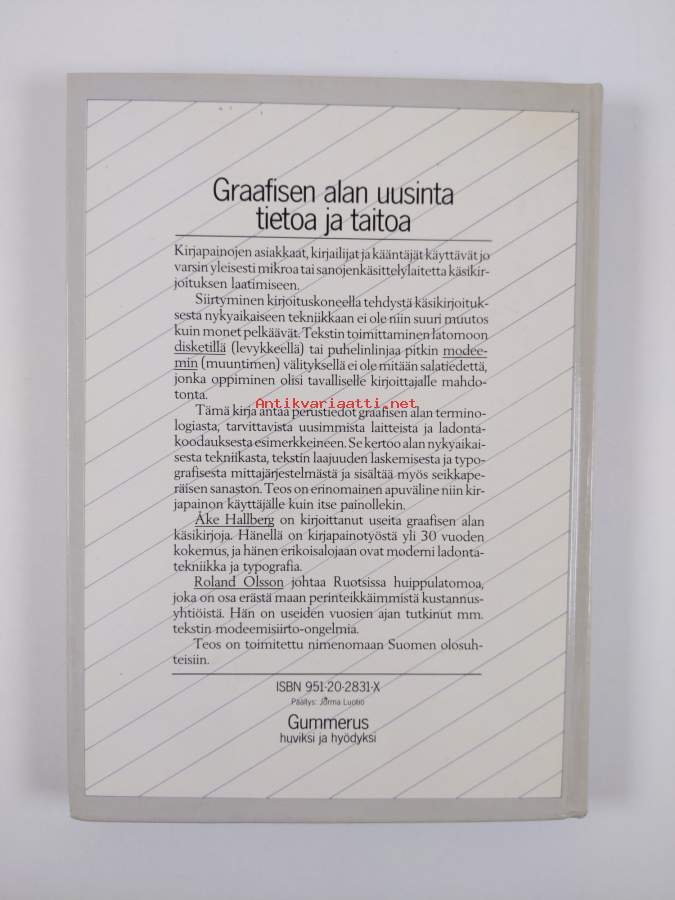 Graafisen alan uusinta
tietoa ja taitoa
Kirjapainojen asiakkaat, kirjailijat ja kääntäjät käyttävät jo
varsin yleisesti mikroa tai sanojenkäsittelylaitetta käsikir-
joituksen laatimiseen.
Siirtyminen kirjoituskoneella tehdystä käsikirjoituk-
sesta nykyaikaiseen tekniikkaan ei ole niin suuri muutos
kuin monet pelkäävät. Tekstin toimittaminen latomoon
disketillä (levykkeellä) tai puhelinlinjaa pitkin modee-
min (muuntimen) välityksellä ei ole mitään salatiedettä,
jonka oppiminen olisi tavalliselle kirjoittajalle mahdo-
tonta.
Antikvariaatti.net
Tämä kirja antaa perustiedot graafisen alan termino-
logiasta, tarvittavista uusimmista laitteista ja ladonta-
koodauksesta esimerkkeineen. Se kertoo alan nykyaikai-
sesta tekniikasta, tekstin laajuuden laskemisesta ja typo-
grafisesta mittajärjestelmästä ja sisältää myös seikkape-
räisen sanaston. Teos on erinomainen apuväline niin kir-
japainon käyttäjälle kuin itse painollekin.
Åke Hallberg on kirjoittanut useita graafisen alan
käsikirjoja. Hänellä on kirjapainotyöstä yli 30 vuoden
kokemus, ja hänen erikoisalojaan ovat moderni ladonta-
tekniikka ja typografia.
Roland Olsson johtaa Ruotsissa huippulatomoa,
joka on osa erästä maan perinteikkäimmistä kustannus-
yhtiöistä. Hän on useiden vuosien ajan tutkinut mm.
tekstin modeemisiirto-ongelmia.
Teos on toimitettu nimenomaan Suomen olosuh-
teisiin.
ISBN 951-20-2831-X
Päällys: Jorma Luotio
Gummerus
huviksi ja hyödyksi